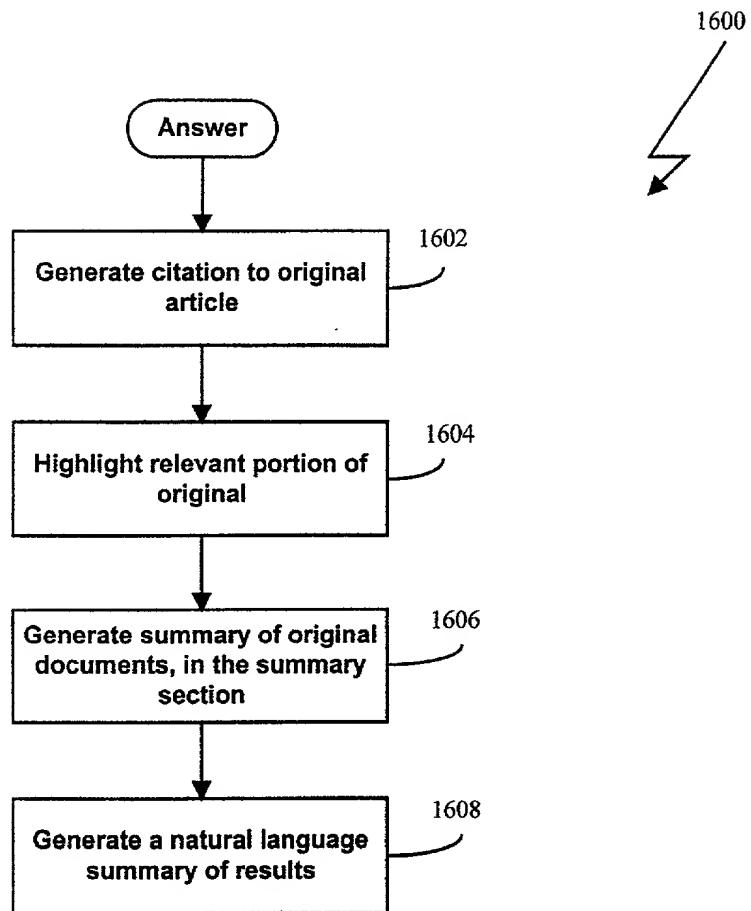 1600
Answer
1602
Generate citation to original
article
1604
Highlight relevant portion of
original
1606
Generate summary of original
documents, in the summary
section
1608
Generate a natural language
summary of results